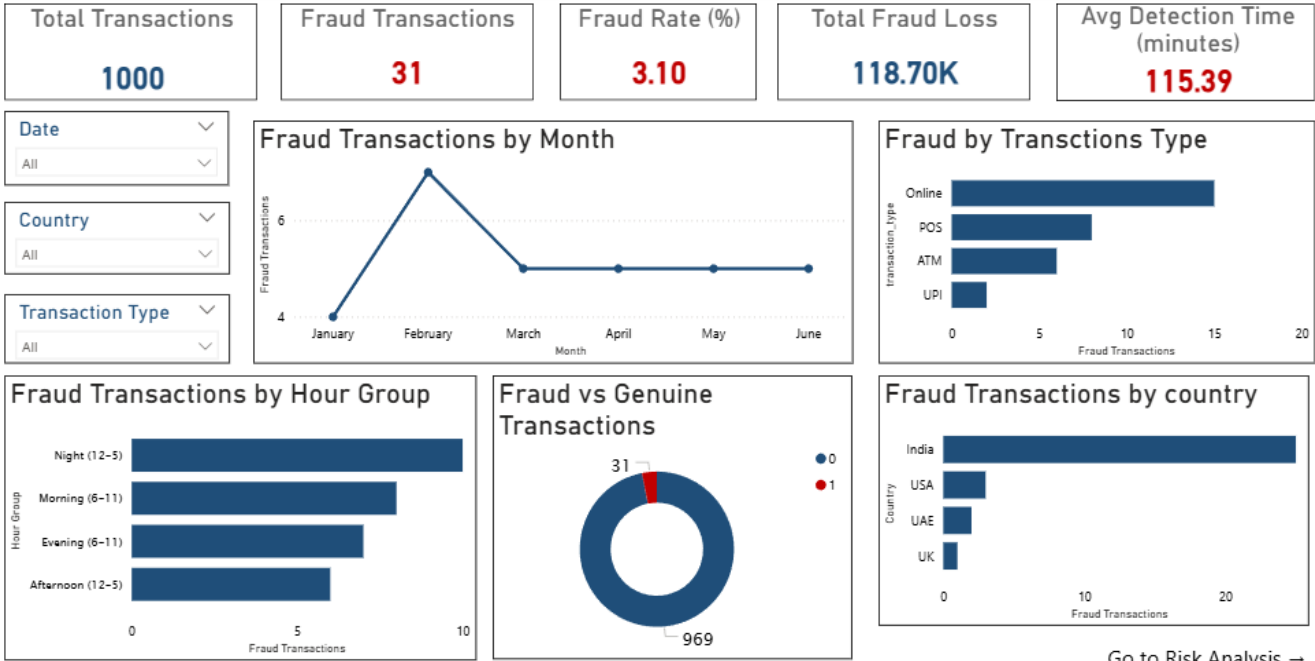 Total Transactions
1000
Fraud Transactions
31
Fraud Rate (%)
3.10
Total Fraud Loss
118.70K
Avg Detection Time
(minutes)
115.39
Date
All
Country
All
Transaction Type
All
Fraud Transactions by Month
Fraud Transactions
6
4
January February March April May June
Month
Fraud by Transctions Type
transaction_type
Online
POS
ATM
UPI
0 5 10 15 20
Fraud Transactions
Fraud Transactions by Hour Group
Hour Group
Night (12-5)
Morning (6-11)
Evening (6-11)
Afternoon (12-5)
0 5 10
Fraud Transactions
Fraud vs Genuine
Transactions
31
969
0
1
Fraud Transactions by country
Country
India
USA
UAE
UK
0 10 20
Fraud Transactions
Go to Risk Analysis →